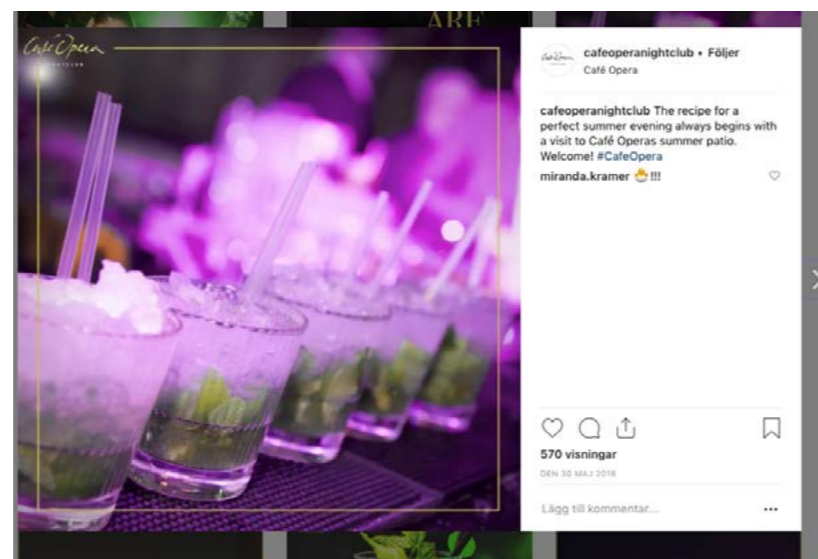 ARE
Café Opera
NIGHTCLUB
cafeoperanightclub • Följer
Café Opera
cafeoperanightclub The recipe for a
perfect summer evening always begins with
a visit to Café Operas summer patio.
Welcome! #CafeOpera
miranda.kramer 🐣!!!
570 visningar
DEN 30 MAJ 2018
Lägg till kommentar...